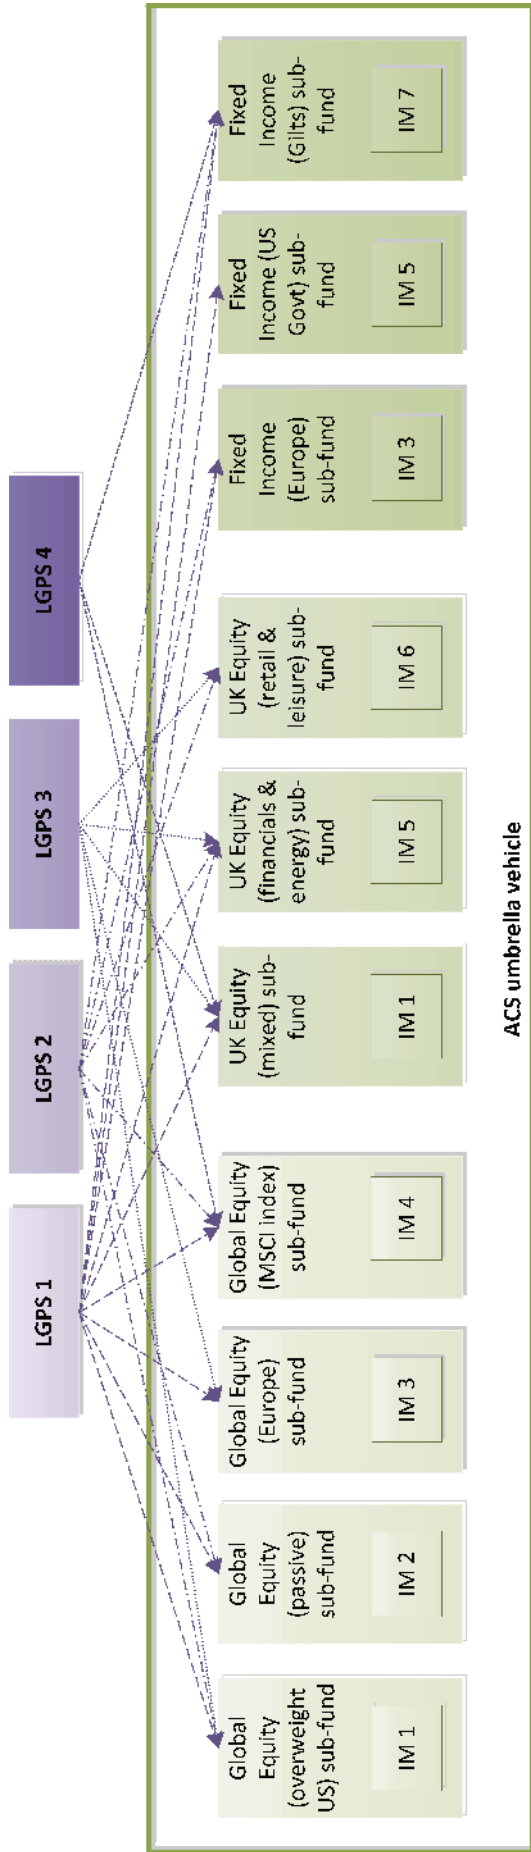 LGPS 1
LGPS 2
LGPS 3
LGPS 4
Global
Equity
(overweight
US) sub-fund
IM 1
Global
Equity
(passive)
sub-fund
IM 2
Global Equity
(Europe)
sub-fund
IM 3
Global Equity
(MSCI index)
sub-fund
IM 4
UK Equity
(mixed) sub-
fund
IM 1
UK Equity
(financials &
energy) sub-
fund
IM 5
UK Equity
(retail &
leisure) sub-
fund
IM 6
Fixed
Income
(Europe)
sub-fund
IM 3
Fixed
Income (US
Govt) sub-
fund
IM 5
Fixed
Income
(Gilts) sub-
fund
IM 7
ACS umbrella vehicle